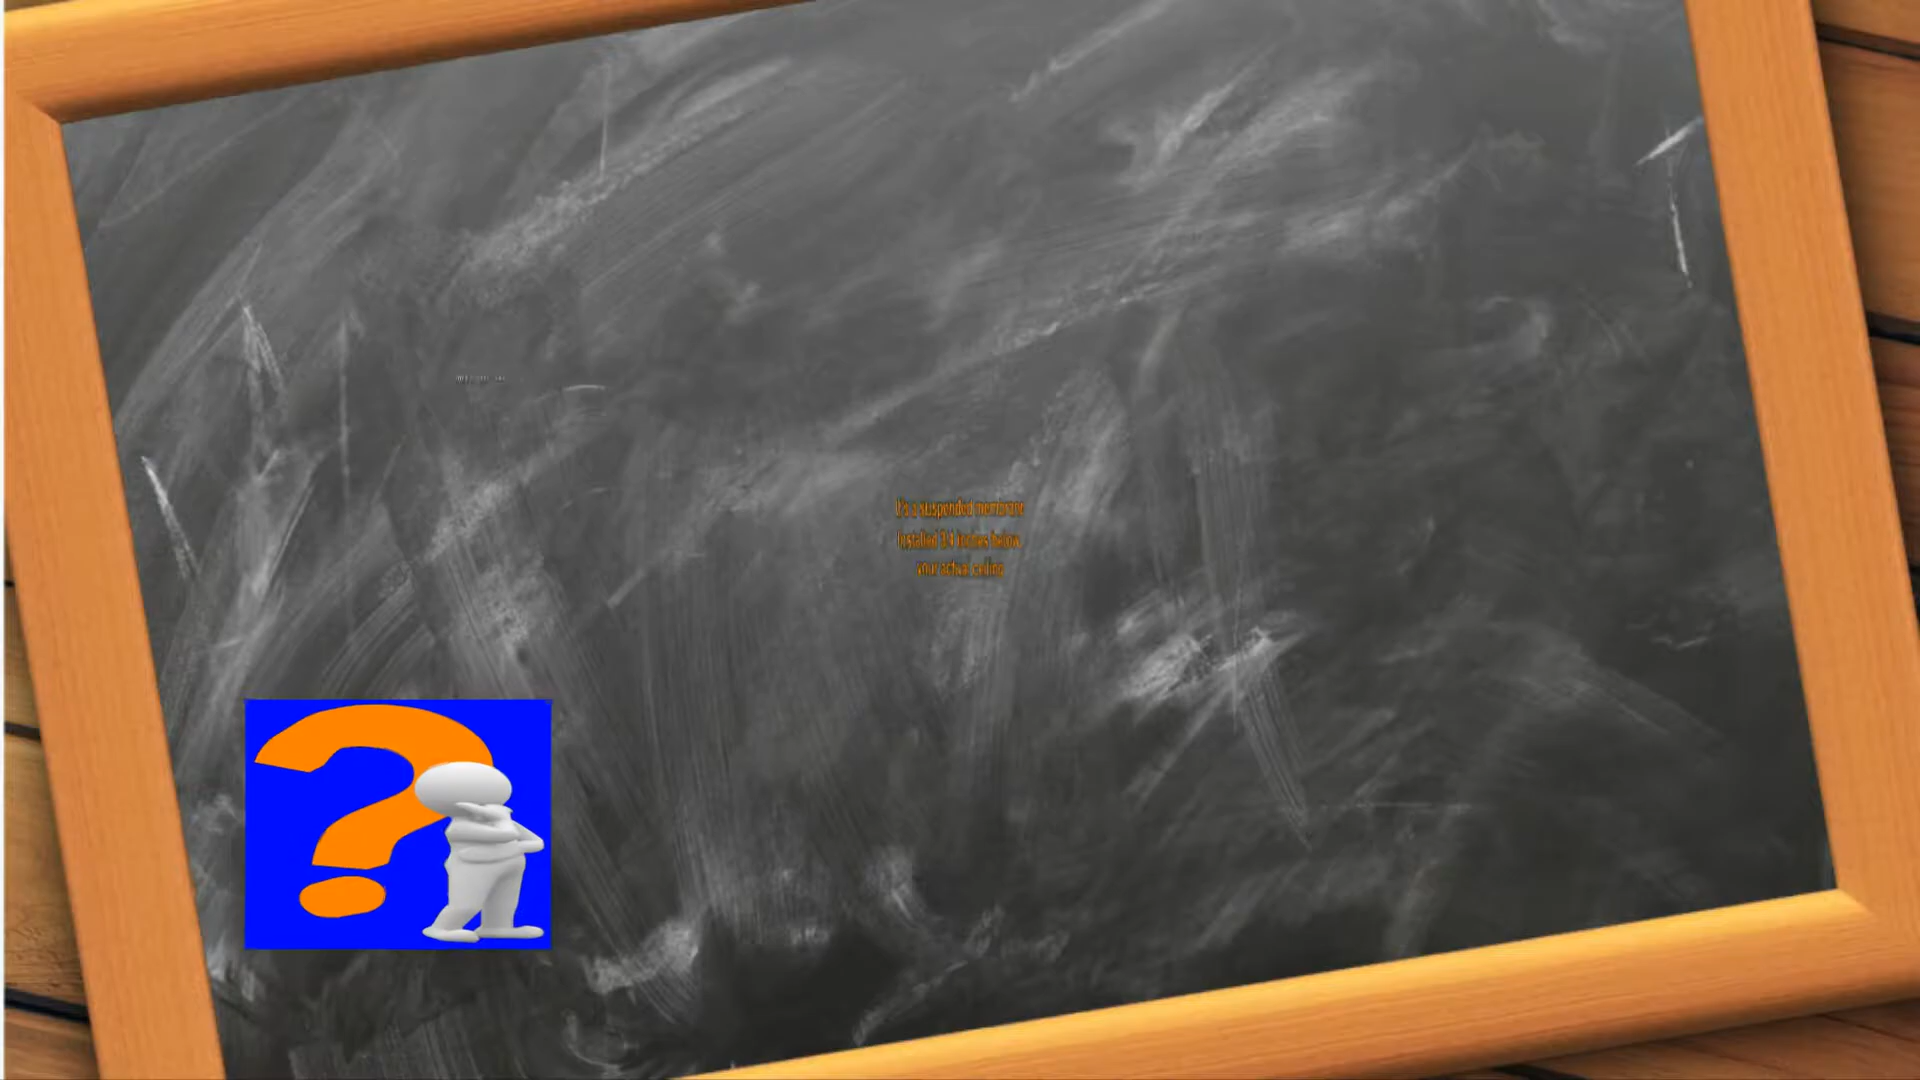 It's a suspended membrane
installed 3/4 inches below
your actual ceiling
?